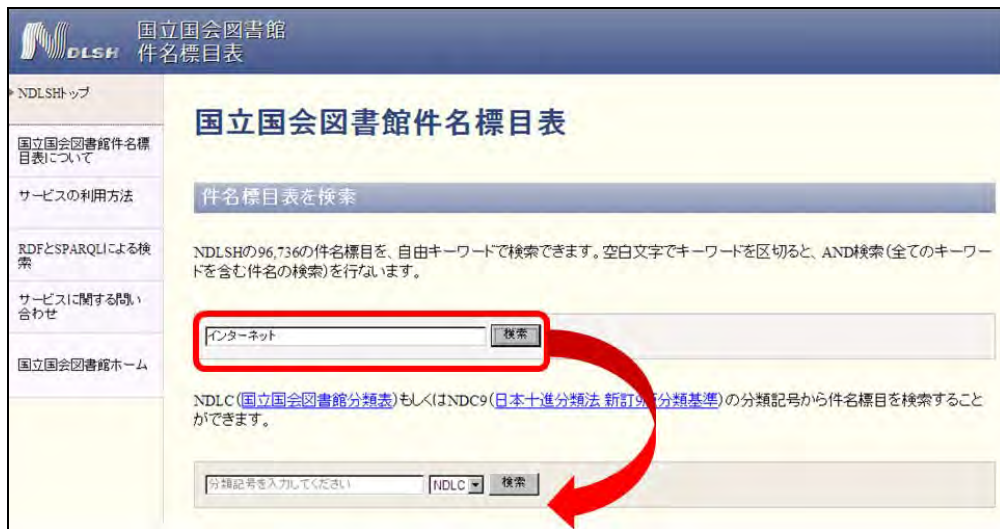 NDLSH 国立国会図書館
件名標目表
NDLSHトップ
国立国会図書館件名標
目表について
サービスの利用方法
RDFとSPARQLによる検
索
サービスに関する問い
合わせ
国立国会図書館ホーム
国立国会図書館件名標目表
件名標目表を検索
NDLSHの96,736の件名標目を、自由キーワードで検索できます。空白文字でキーワードを区切ると、AND検索(全てのキーワー
ドを含む件名の検索)を行ないます。
インターネット 検索
NDLC(国立国会図書館分類表)もしくはNDC9(日本十進分類法 新訂9 分類基準)の分類記号から件名標目を検索すること
ができます。
分類記号を入力してください NDLC 検索